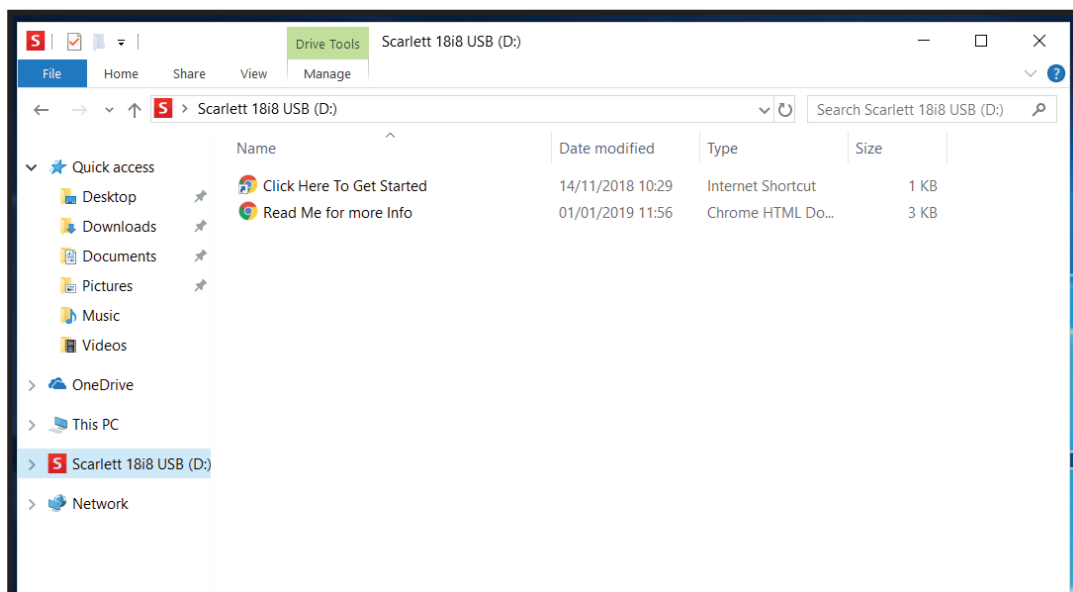 S Drive Tools Scarlett 18i8 USB (D:)
File Home Share View Manage ?
S > Scarlett 18i8 USB (D:) Search Scarlett 18i8 USB (D:)
Name Date modified Type Size
Quick access
Desktop
Downloads
Documents
Pictures
Music
Videos
OneDrive
This PC
S Scarlett 18i8 USB (D:)
Network
Click Here To Get Started 14/11/2018 10:29 Internet Shortcut 1 KB
Read Me for more Info 01/01/2019 11:56 Chrome HTML Do... 3 KB